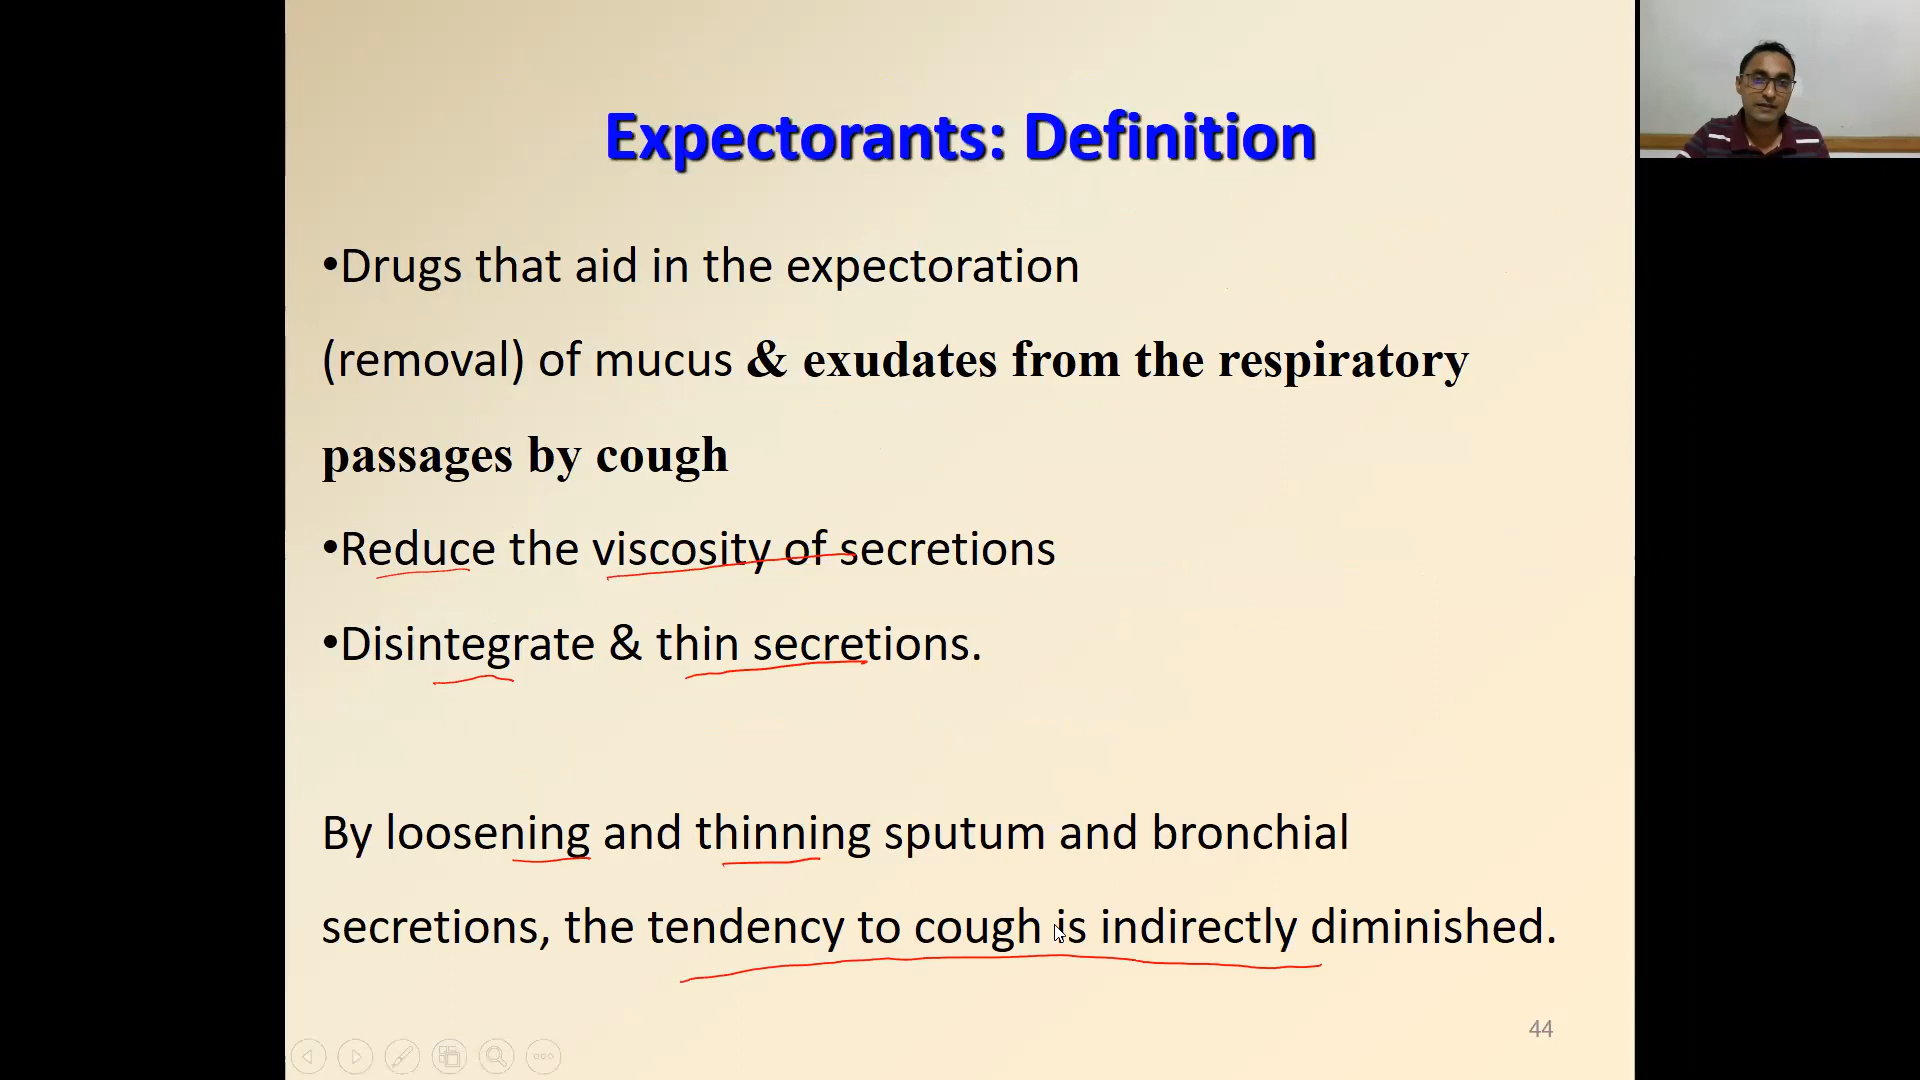 Expectorants: Definition
•Drugs that aid in the expectoration
(removal) of mucus & exudates from the respiratory
passages by cough
•Reduce the viscosity of secretions
•Disintegrate & thin secretions.
By loosening and thinning sputum and bronchial
secretions, the tendency to cough is indirectly diminished.
44